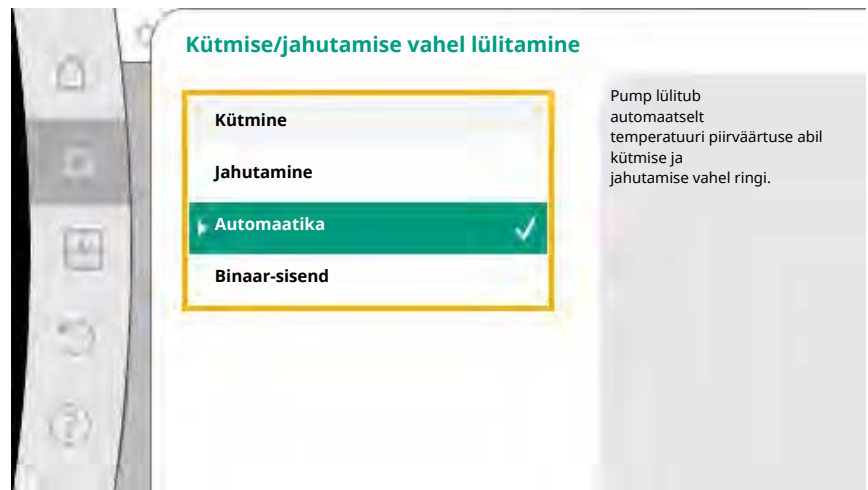 Kütmise/jahutamise vahel lülitamine
Kütmine
Jahutamine
Automaatika
Binaar-sisend
Pump lülitub
automaatselt
temperatuuri piirväärtuse abil
kütmise ja
jahutamise vahel ringi.